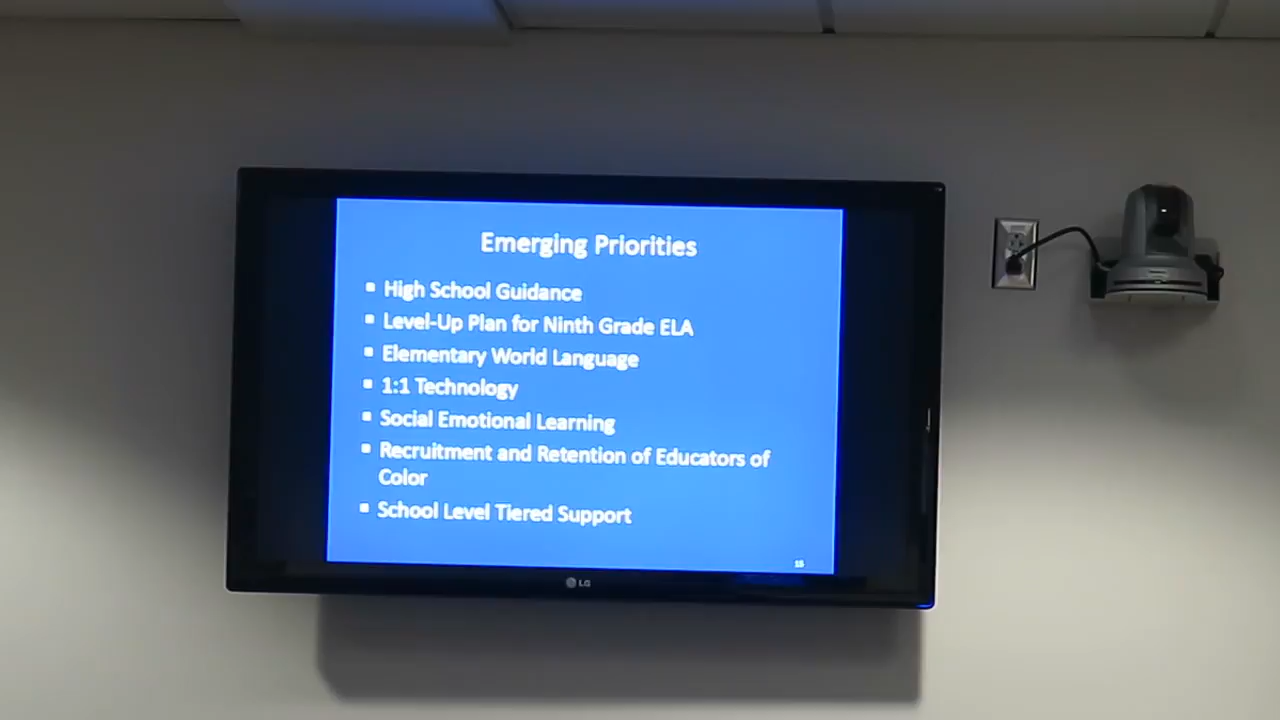 Emerging Priorities
▪ High School Guidance
▪ Level-Up Plan for Ninth Grade ELA
▪ Elementary World Language
▪ 1:1 Technology
▪ Social Emotional Learning
▪ Recruitment and Retention of Educators of
Color
▪ School Level Tiered Support
15
LG